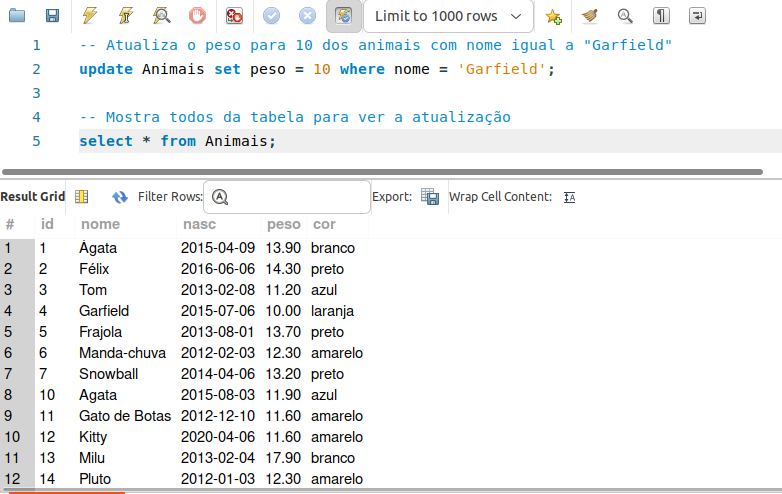 Limit to 1000 rows
1 -- Atualiza o peso para 10 dos animais com nome igual a "Garfield"
2 update Animais set peso = 10 where nome = 'Garfield';
3
4 -- Mostra todos da tabela para ver a atualização
5 select * from Animais;
Result Grid Filter Rows: Export: Wrap Cell Content:
# id nome nasc peso cor
1 1 Ágata 2015-04-09 13.90 branco
2 2 Félix 2016-06-06 14.30 preto
3 3 Tom 2013-02-08 11.20 azul
4 4 Garfield 2015-07-06 10.00 laranja
5 5 Frajola 2013-08-01 13.70 preto
6 6 Manda-chuva 2012-02-03 12.30 amarelo
7 7 Snowball 2014-04-06 13.20 preto
8 10 Agata 2015-08-03 11.90 azul
9 11 Gato de Botas 2012-12-10 11.60 amarelo
10 12 Kitty 2020-04-06 11.60 amarelo
11 13 Milu 2013-02-04 17.90 branco
12 14 Pluto 2012-01-03 12.30 amarelo